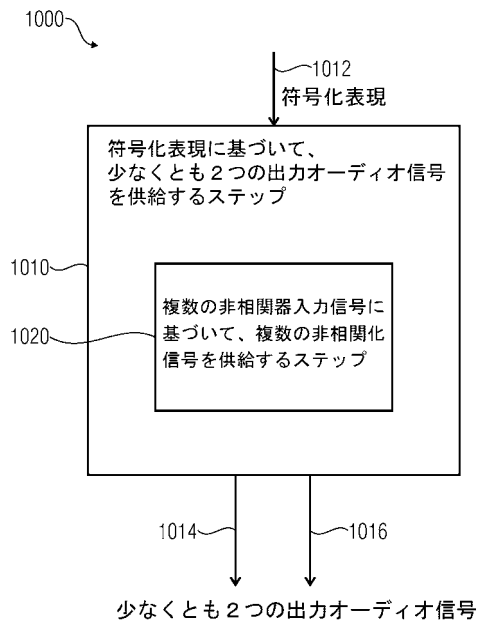 1000
1012
符号化表現
符号化表現に基づいて、
少なくとも２つの出力オーディオ信号
を供給するステップ
1010
複数の非相関器入力信号に
基づいて、複数の非相関化
信号を供給するステップ
1020
1014
1016
少なくとも２つの出力オーディオ信号